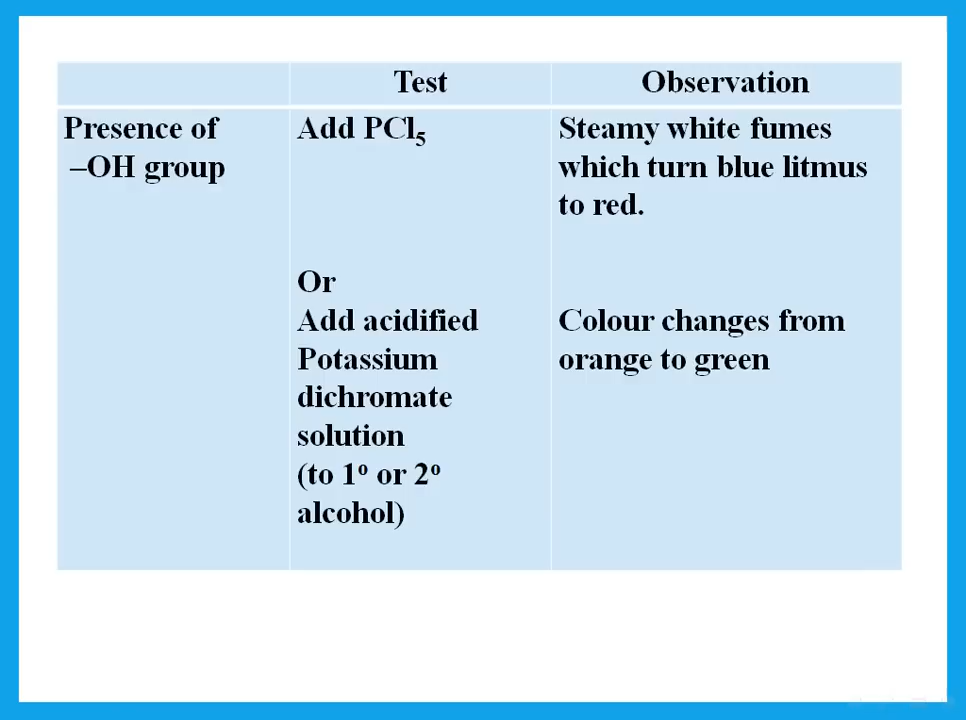 Test
Observation
Presence of
–OH group
Add PCl₅
Steamy white fumes
which turn blue litmus
to red.
Or
Add acidified
Potassium
dichromate
solution
(to 1º or 2º
alcohol)
Colour changes from
orange to green